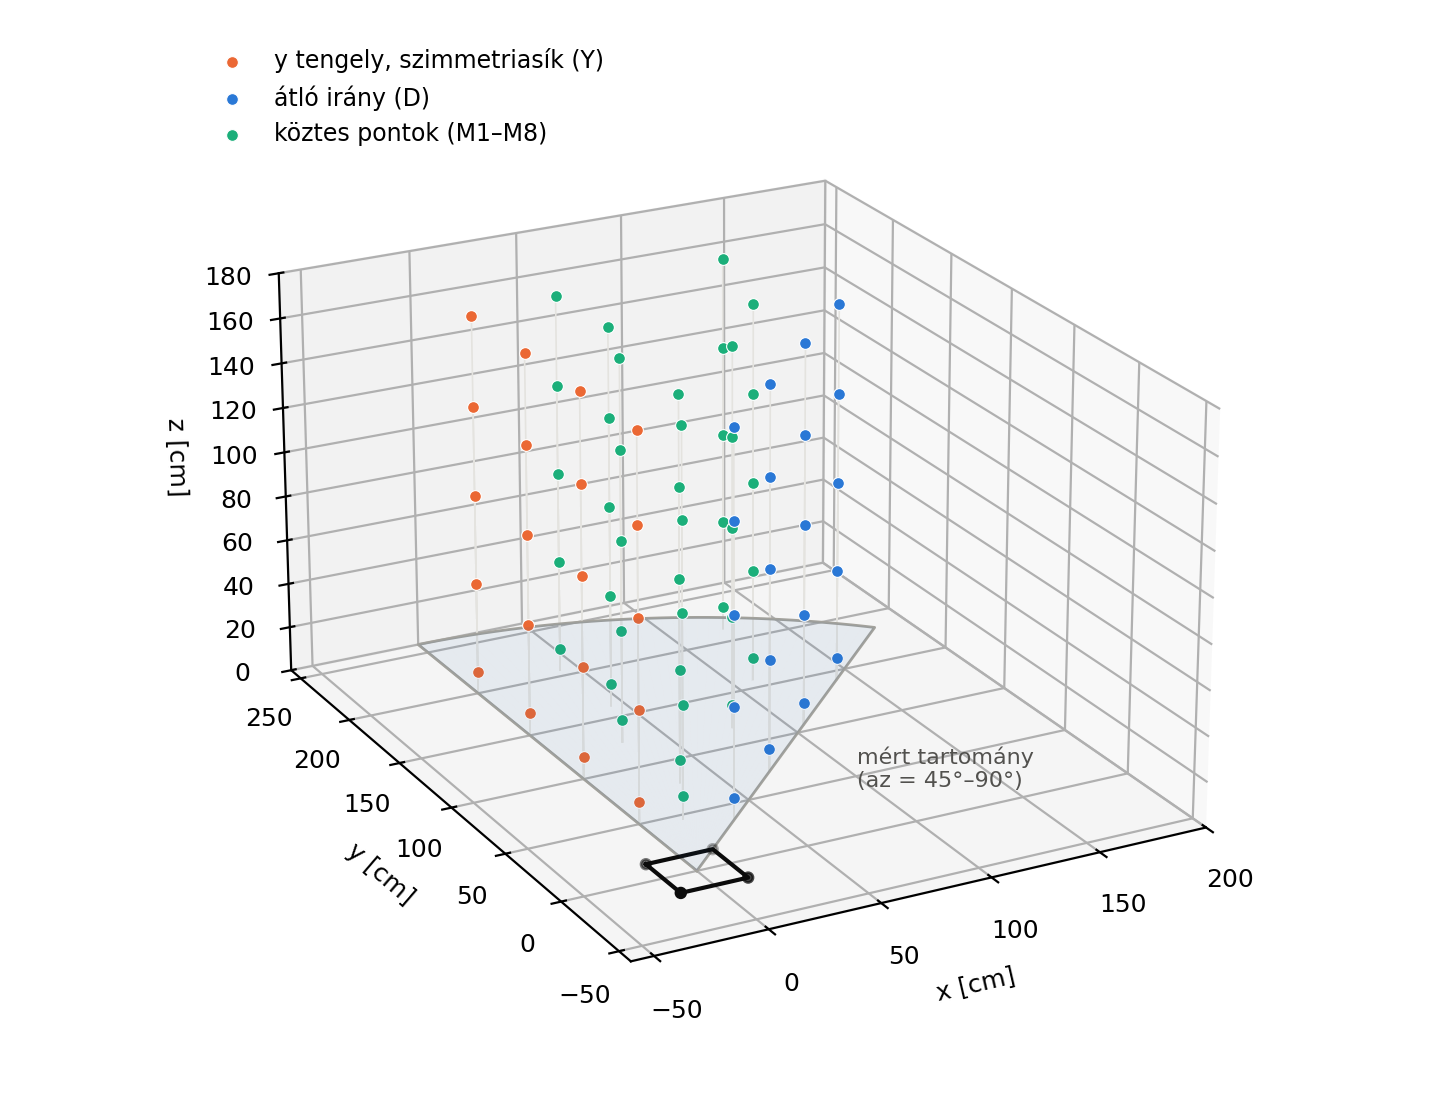 y tengely, szimmetriasík (Y)
átló irány (D)
köztes pontok (M1–M8)
180
160
140
120
100
80
60
40
20
0
z [cm]
250
200
150
100
50
0
−50
y [cm]
−50
0
50
100
150
200
x [cm]
mért tartomány
(az = 45°–90°)